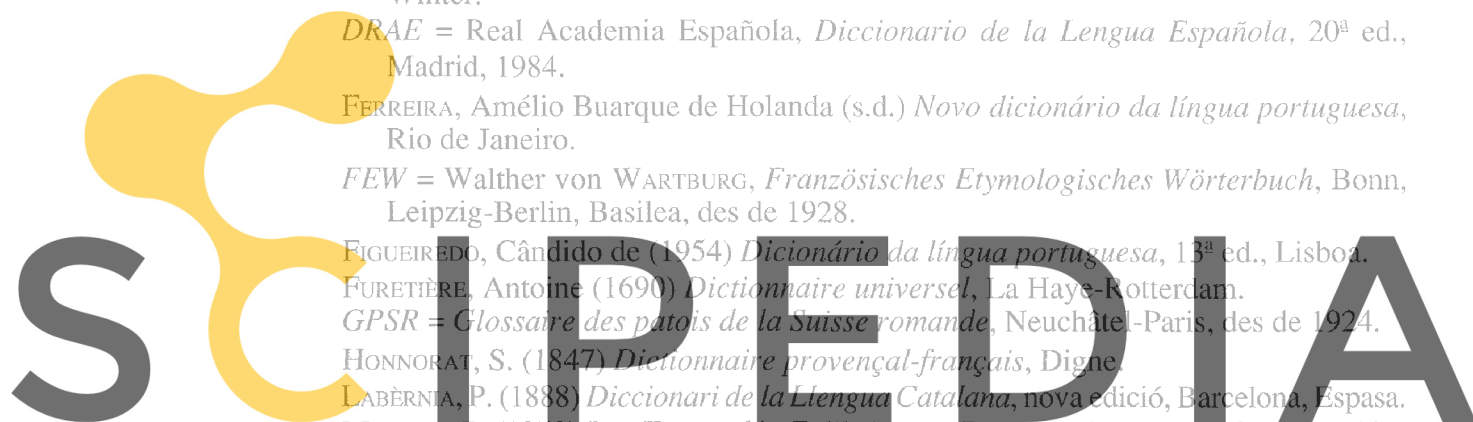 Winter.
DRAE = Real Academia Española, Diccionario de la Lengua Española, 20ª ed.,
Madrid, 1984.
FERREIRA, Amélio Buarque de Holanda (s.d.) Novo dicionário da língua portuguesa,
Rio de Janeiro.
FEW = Walther von WARTBURG, Französisches Etymologisches Wörterbuch, Bonn,
Leipzig-Berlin, Basilea, des de 1928.
FIGUEIREDO, Cândido de (1954) Dicionário da língua portuguesa, 13ª ed., Lisboa.
FURETIÈRE, Antoine (1690) Dictionnaire universel, La Haye-Rotterdam.
GPSR = Glossaire des patois de la Suisse romande, Neuchâtel-Paris, des de 1924.
HONNORAT, S. (1847) Dictionnaire provençal-français, Digne.
LABÈRNIA, P. (1888) Diccionari de la Llengua Catalana, nova edició, Barcelona, Espasa.
SCIPEDIA